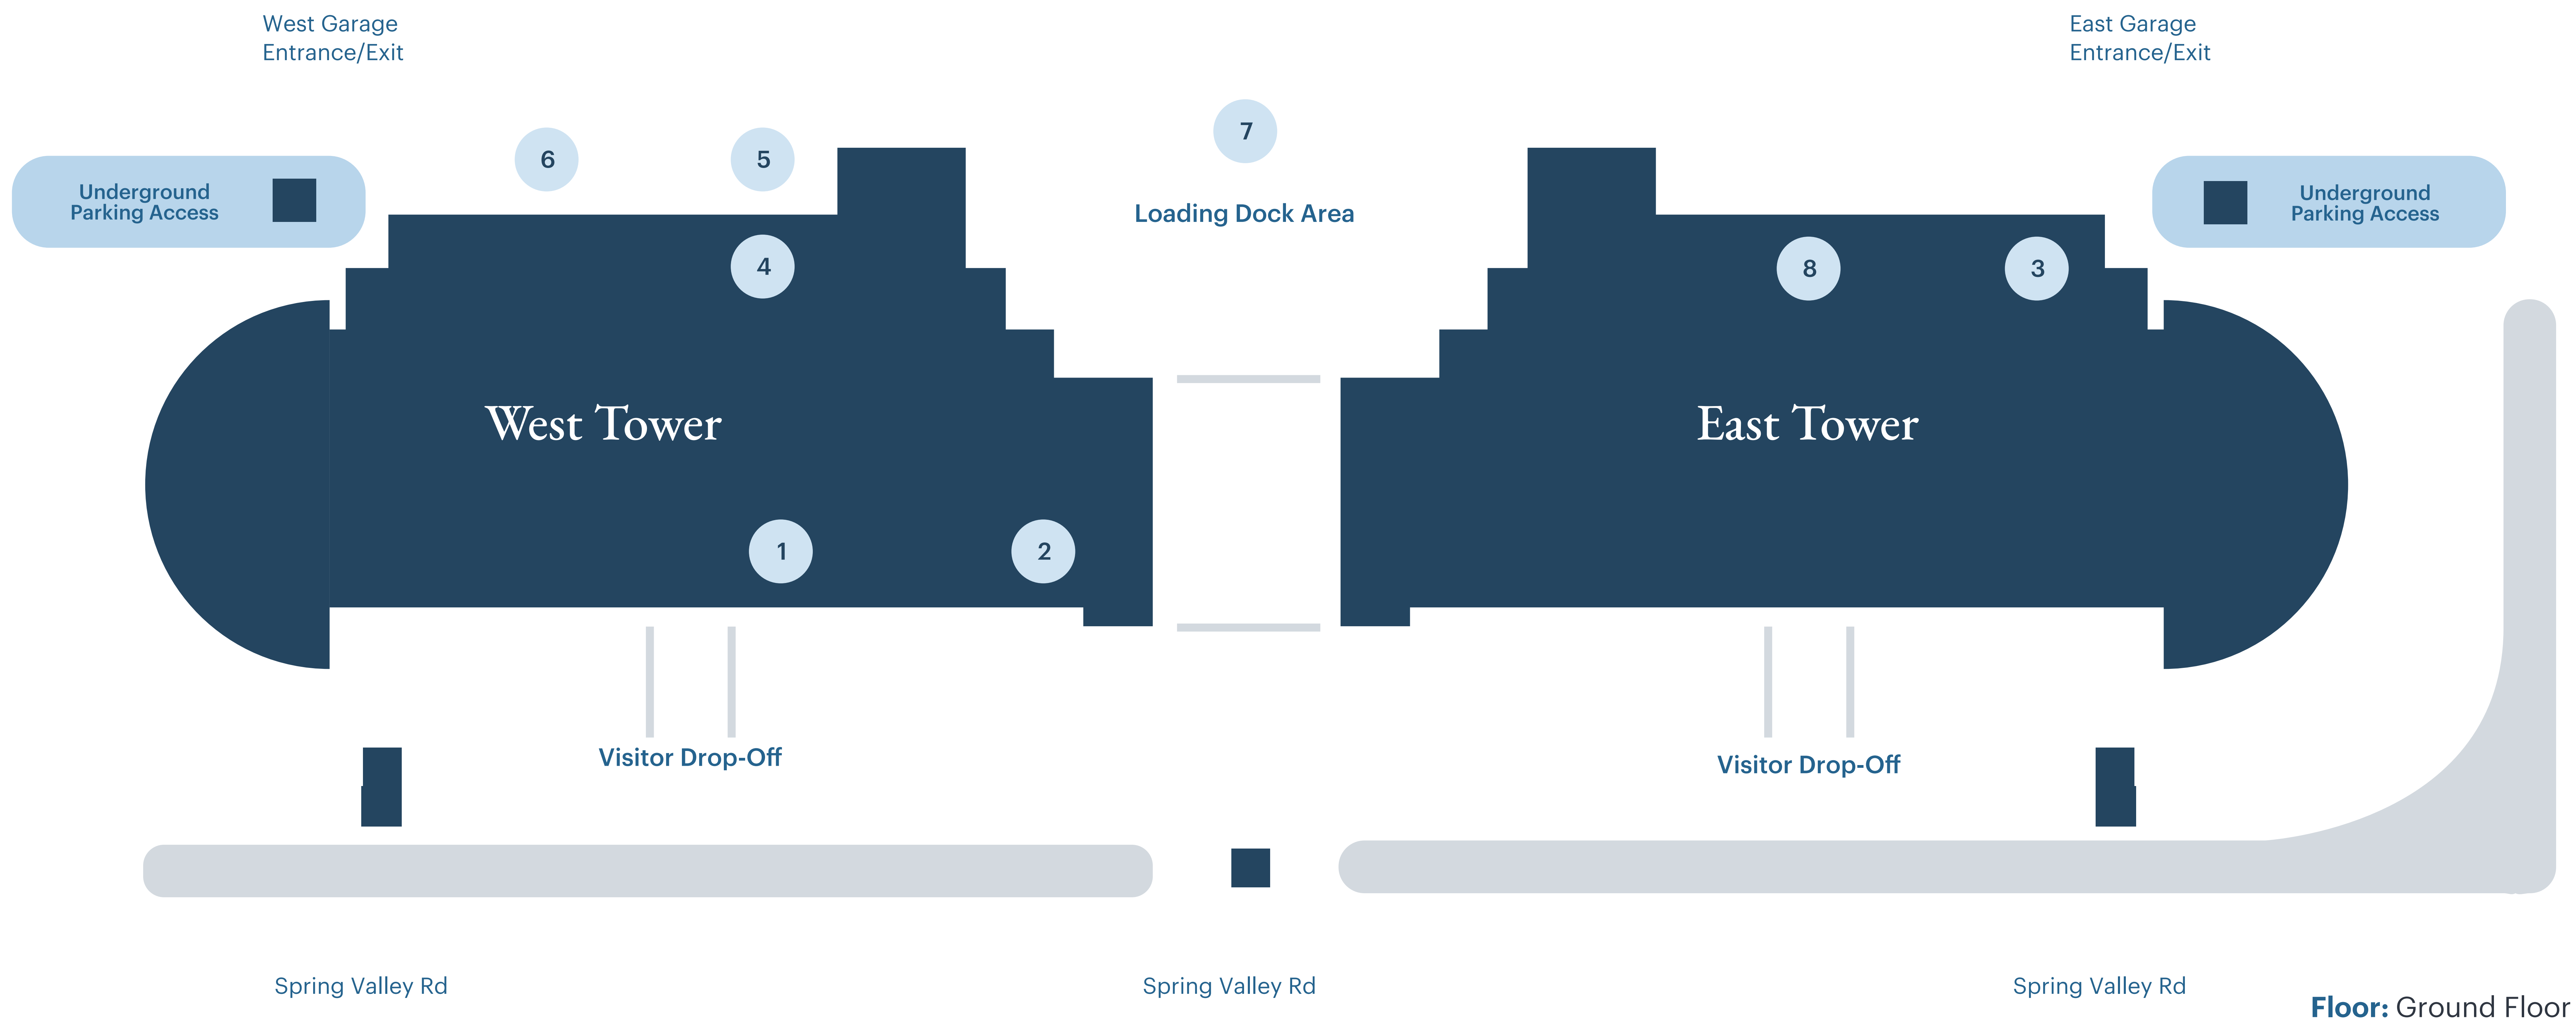 West Garage
Entrance/Exit
East Garage
Entrance/Exit
7
6
5
Underground
Parking Access
Underground
Parking Access
Loading Dock Area
4
8
3
West Tower
East Tower
1
2
Visitor Drop-Off
Visitor Drop-Off
Spring Valley Rd
Spring Valley Rd
Spring Valley Rd
Floor: Ground Floor